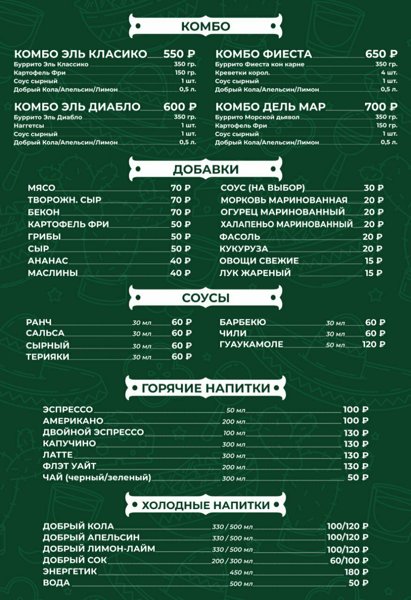 КОМБО
КОМБО ЭЛЬ КЛАСИКО 550 ₽
Буррито Эль Классико 350 гр.
Картофель Фри 150 гр.
Соус сырный 1 шт.
Добрый Кола/Апельсин/Лимон 0,5 л.
КОМБО ФИЕСТА 650 ₽
Буррито Фиеста кон карне 350 гр.
Креветки корол. 4 шт.
Соус сырный 1 шт.
Добрый Кола/Апельсин/Лимон 0,5 л.
КОМБО ЭЛЬ ДИАБЛО 600 ₽
Буррито Эль Диабло 350 гр.
Наггетсы 1 шт.
Соус сырный 1 шт.
Добрый Кола/Апельсин/Лимон 0,5 л.
КОМБО ДЕЛЬ МАР 700 ₽
Буррито Морской дьявол 350 гр.
Картофель Фри 150 гр.
Соус сырный 1 шт.
Добрый Кола/Апельсин/Лимон 0,5 л.
ДОБАВКИ
МЯСО 70 ₽
ТВОРОЖН. СЫР 70 ₽
БЕКОН 70 ₽
КАРТОФЕЛЬ ФРИ 50 ₽
ГРИБЫ 50 ₽
СЫР 50 ₽
АНАНАС 40 ₽
МАСЛИНЫ 40 ₽
СОУС (НА ВЫБОР) 30 ₽
МОРКОВЬ МАРИНОВАННАЯ 20 ₽
ОГУРЕЦ МАРИНОВАННЫЙ 20 ₽
ХАЛАПЕНЬО МАРИНОВАННЫЙ 20 ₽
ФАСОЛЬ 20 ₽
КУКУРУЗА 20 ₽
ОВОЩИ СВЕЖИЕ 15 ₽
ЛУК ЖАРЕНЫЙ 15 ₽
СОУСЫ
РАНЧ 30 мл 60 ₽
САЛЬСА 30 мл 60 ₽
СЫРНЫЙ 30 мл 60 ₽
ТЕРИЯКИ 30 мл 60 ₽
БАРБЕКЮ 30 мл 60 ₽
ЧИЛИ 30 мл 60 ₽
ГУАУКАМОЛЕ 50 мл 120 ₽
ГОРЯЧИЕ НАПИТКИ
ЭСПРЕССО 50 мл 100 ₽
АМЕРИКАНО 200 мл 100 ₽
ДВОЙНОЙ ЭСПРЕССО 100 мл 130 ₽
КАПУЧИНО 300 мл 130 ₽
ЛАТТЕ 300 мл 130 ₽
ФЛЭТ УАЙТ 200 мл 130 ₽
ЧАЙ (черный/зеленый) 300 мл 50 ₽
ХОЛОДНЫЕ НАПИТКИ
ДОБРЫЙ КОЛА 330 / 500 мл 100/120 ₽
ДОБРЫЙ АПЕЛЬСИН 330 / 500 мл 100/120 ₽
ДОБРЫЙ ЛИМОН-ЛАЙМ 330 / 500 мл 100/120 ₽
ДОБРЫЙ СОК 200 / 300 мл 60/100 ₽
ЭНЕРГЕТИК 450 мл 180 ₽
ВОДА 500 мл 50 ₽